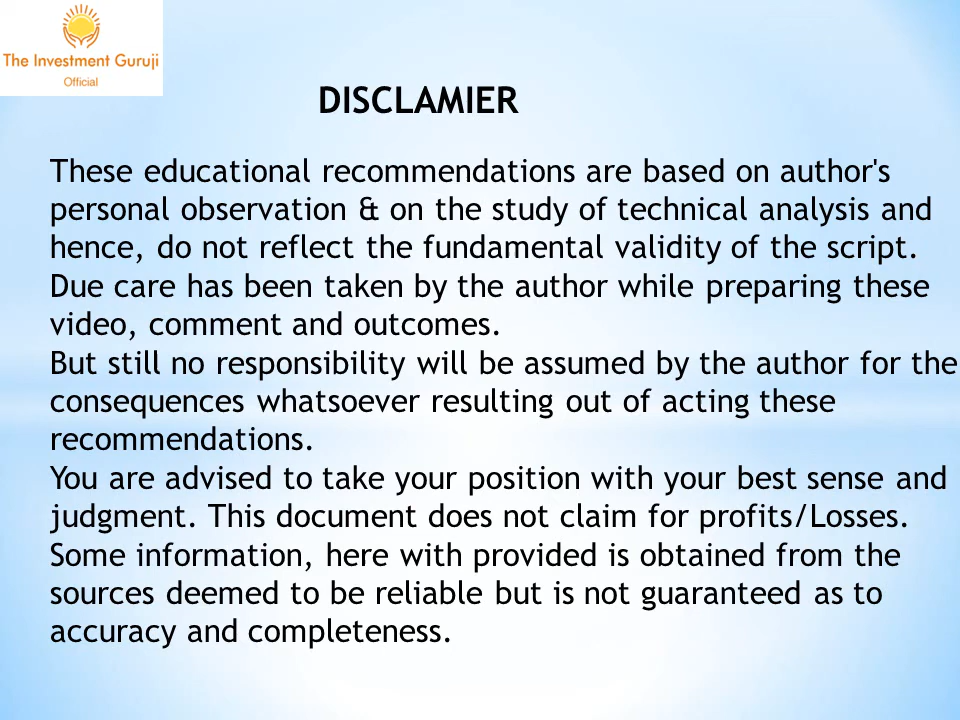 The Investment Guruji
Official
DISCLAMIER
These educational recommendations are based on author's
personal observation & on the study of technical analysis and
hence, do not reflect the fundamental validity of the script.
Due care has been taken by the author while preparing these
video, comment and outcomes.
But still no responsibility will be assumed by the author for the
consequences whatsoever resulting out of acting these
recommendations.
You are advised to take your position with your best sense and
judgment. This document does not claim for profits/Losses.
Some information, here with provided is obtained from the
sources deemed to be reliable but is not guaranteed as to
accuracy and completeness.